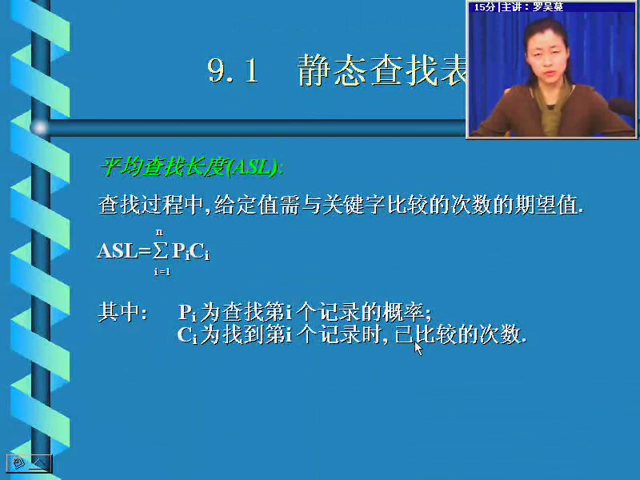 15分|主讲：罗昊蔓
9.1 静态查找表
平均查找长度(ASL):
查找过程中,给定值需与关键字比较的次数的期望值.
n
ASL=∑PiCi
i=1
其中: Pi为查找第i个记录的概率;
Ci为找到第i个记录时,已比较的次数.